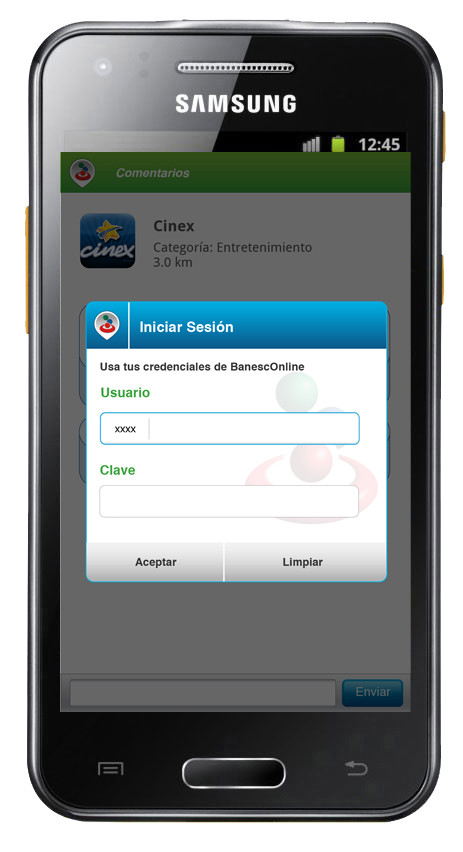 SAMSUNG
12:45
Comentarios
cinex
Cinex
Categoría: Entretenimiento
3.0 km
Iniciar Sesión
Usa tus credenciales de BanescOnline
Usuario
xxxx
Clave
Aceptar
Limpiar
Enviar